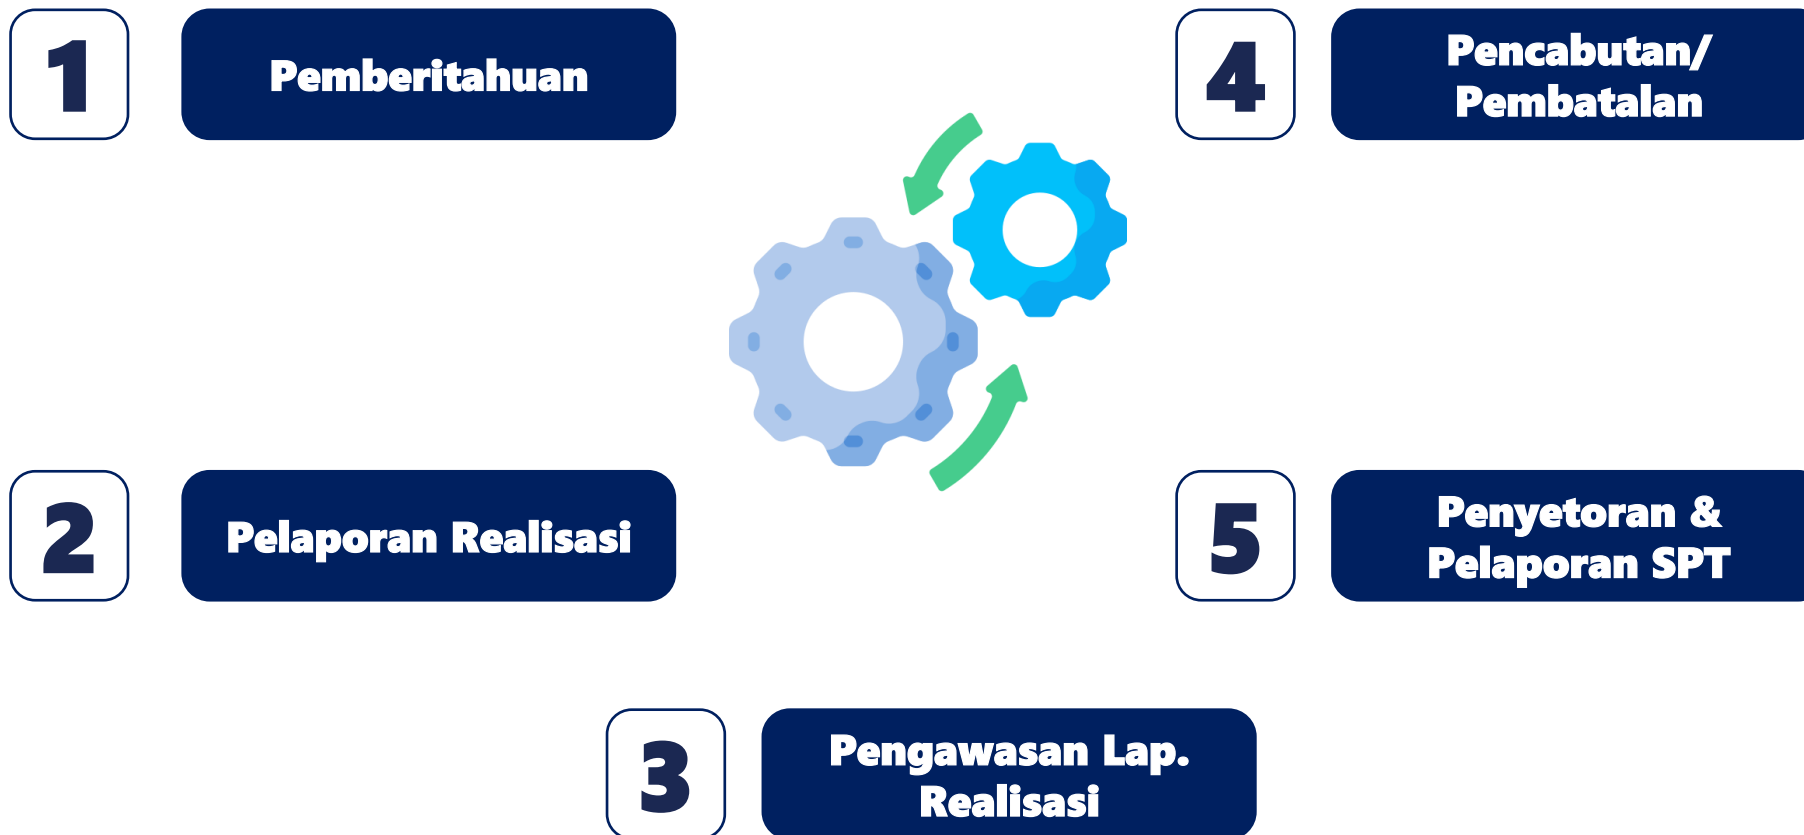 1
Pemberitahuan
2
Pelaporan Realisasi
3
Pengawasan Lap.
Realisasi
4
Pencabutan/
Pembatalan
5
Penyetoran &
Pelaporan SPT